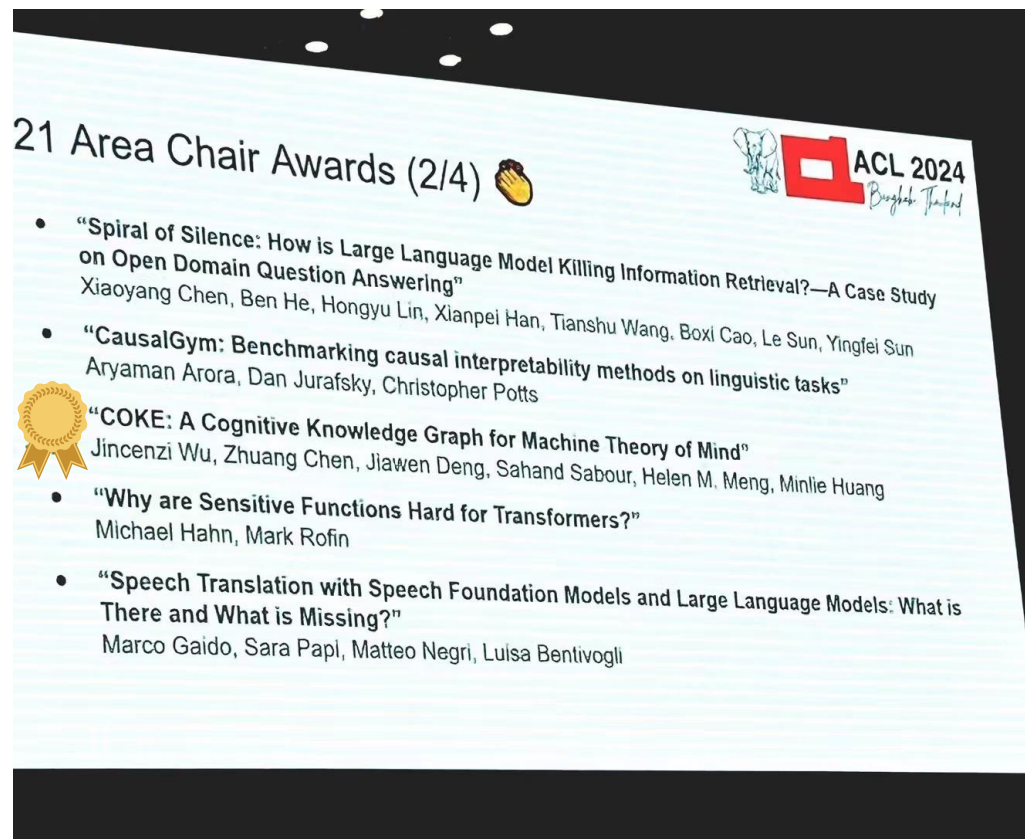 21 Area Chair Awards (2/4)
ACL 2024
Bangkok, Thailand
“Spiral of Silence: How is Large Language Model Killing Information Retrieval?—A Case Study
on Open Domain Question Answering”
Xiaoyang Chen, Ben He, Hongyu Lin, Xianpei Han, Tianshu Wang, Boxi Cao, Le Sun, Yingfei Sun
“CausalGym: Benchmarking causal interpretability methods on linguistic tasks”
Aryaman Arora, Dan Jurafsky, Christopher Potts
“COKE: A Cognitive Knowledge Graph for Machine Theory of Mind”
Jincenzi Wu, Zhuang Chen, Jiawen Deng, Sahand Sabour, Helen M. Meng, Minlie Huang
“Why are Sensitive Functions Hard for Transformers?”
Michael Hahn, Mark Rofin
“Speech Translation with Speech Foundation Models and Large Language Models: What is
There and What is Missing?”
Marco Gaido, Sara Papi, Matteo Negri, Luisa Bentivogli